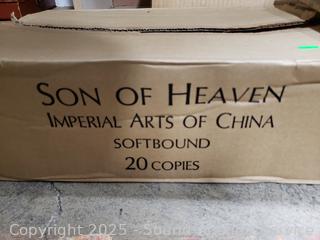 SON OF HEAVEN
IMPERIAL ARTS OF CHINA
SOFTBOUND
20 COPIES